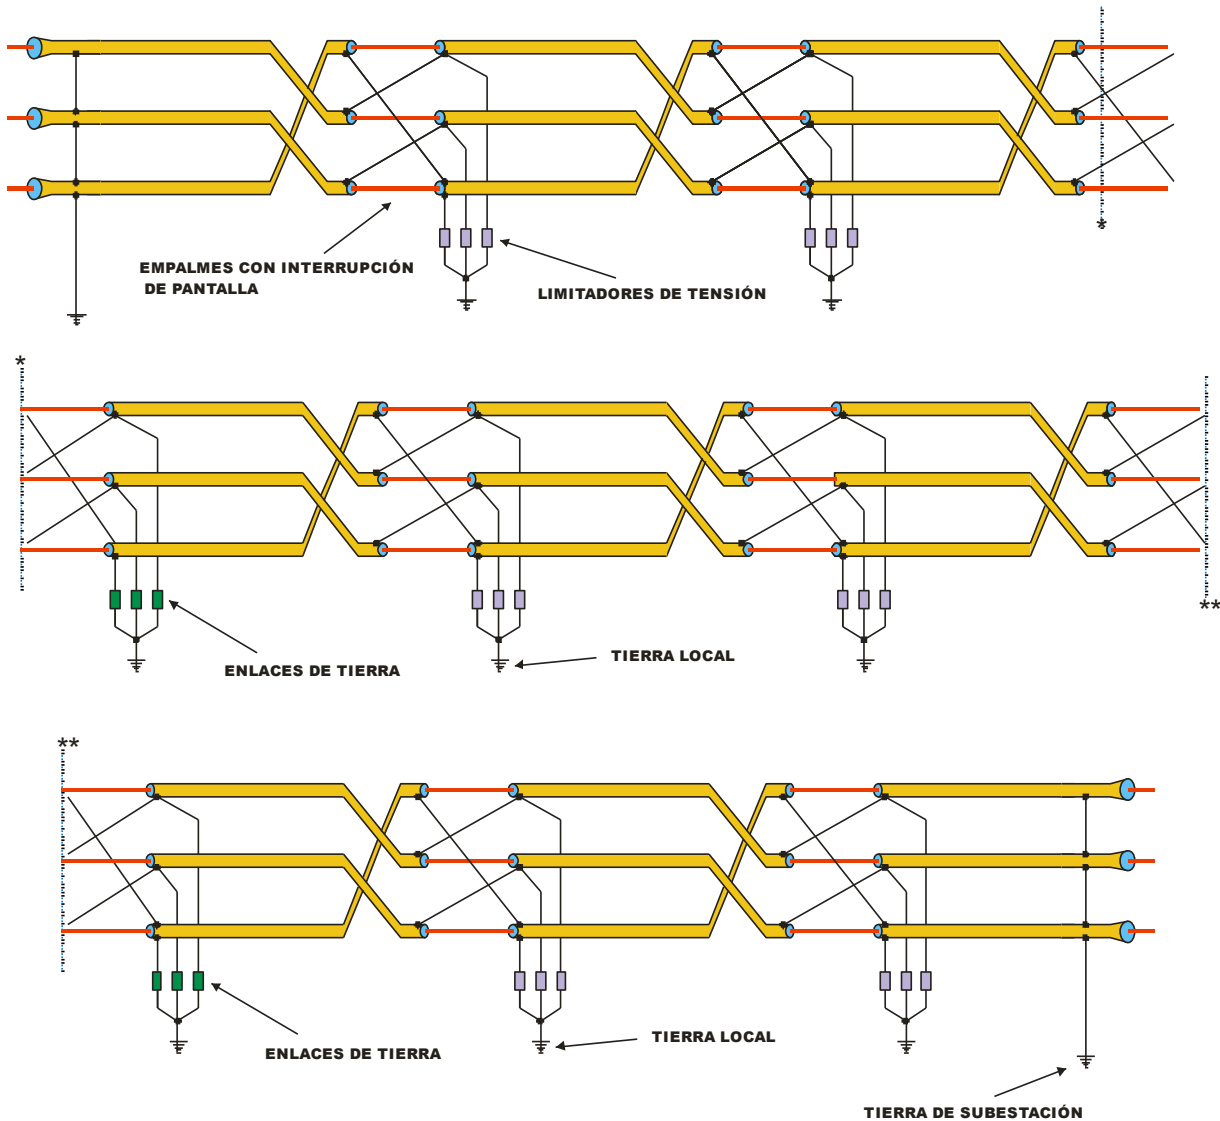 *
EMPALMES CON INTERRUPCIÓN
DE PANTALLA
LIMITADORES DE TENSIÓN
*
**
ENLACES DE TIERRA
TIERRA LOCAL
**
ENLACES DE TIERRA
TIERRA LOCAL
TIERRA DE SUBESTACIÓN